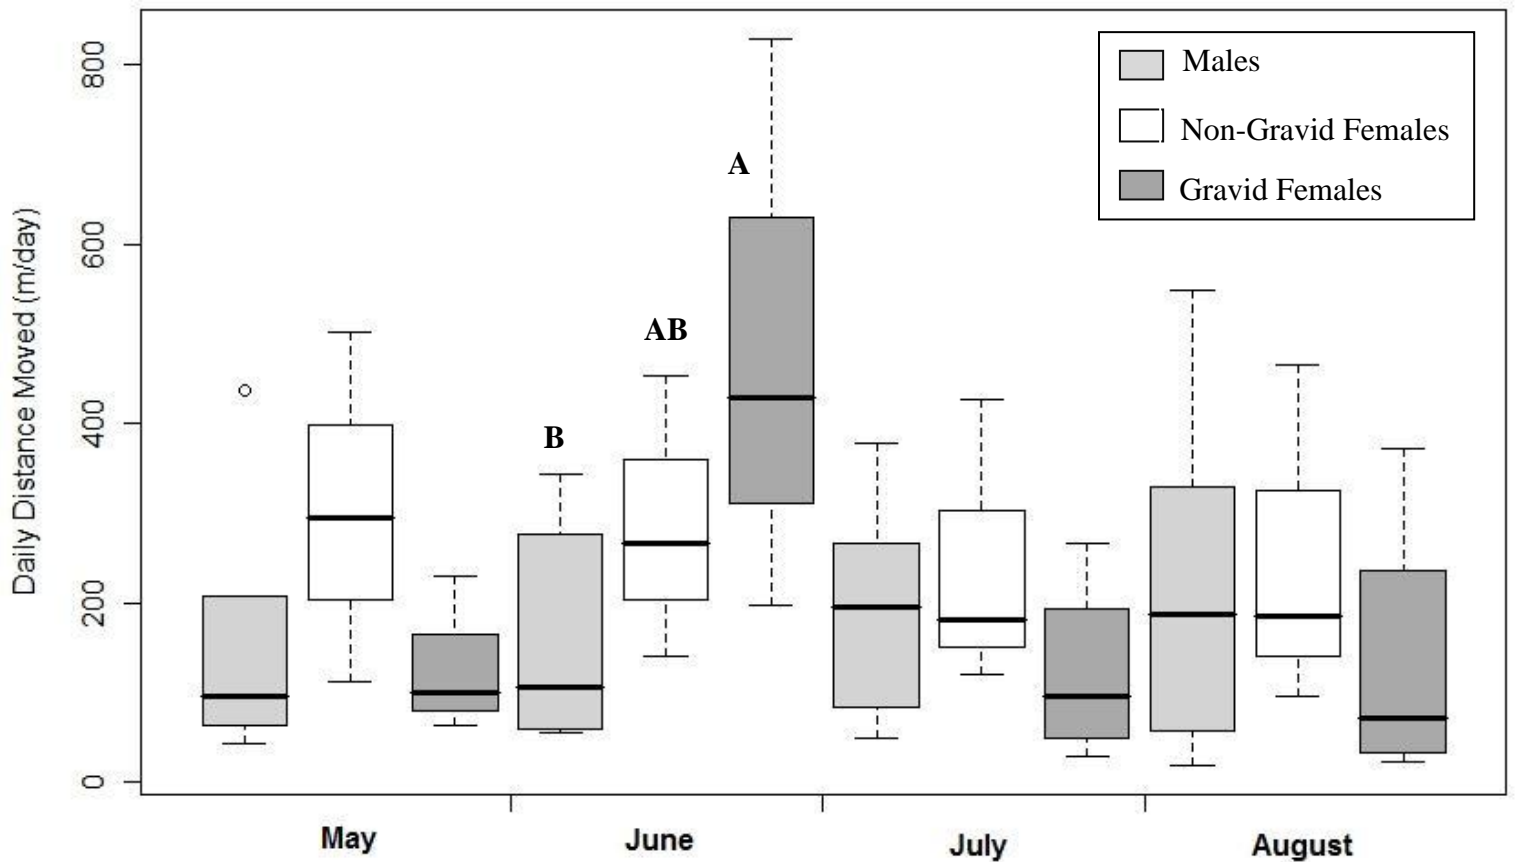 Daily Distance Moved (m/day)
800
600
400
200
0
Males
Non-Gravid Females
Gravid Females
A
AB
B
May
June
July
August